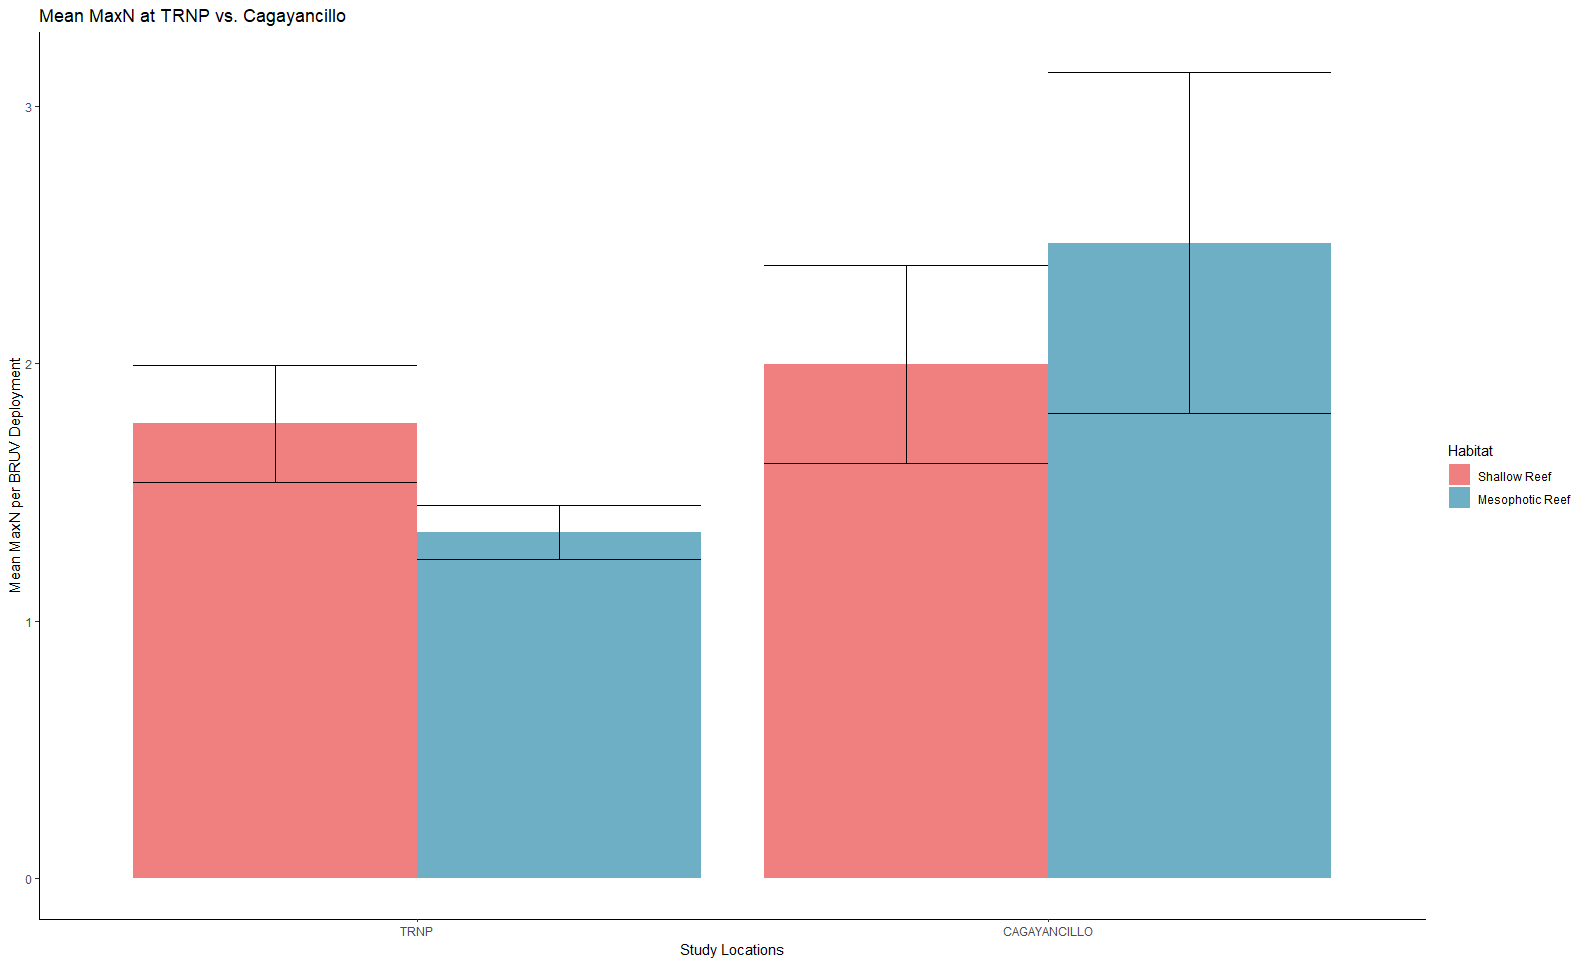 Mean MaxN at TRNP vs. Cagayancillo
Mean MaxN per BRUV Deployment
3
2
1
0
TRNP
CAGAYANCILLO
Study Locations
Habitat
Shallow Reef
Mesophotic Reef